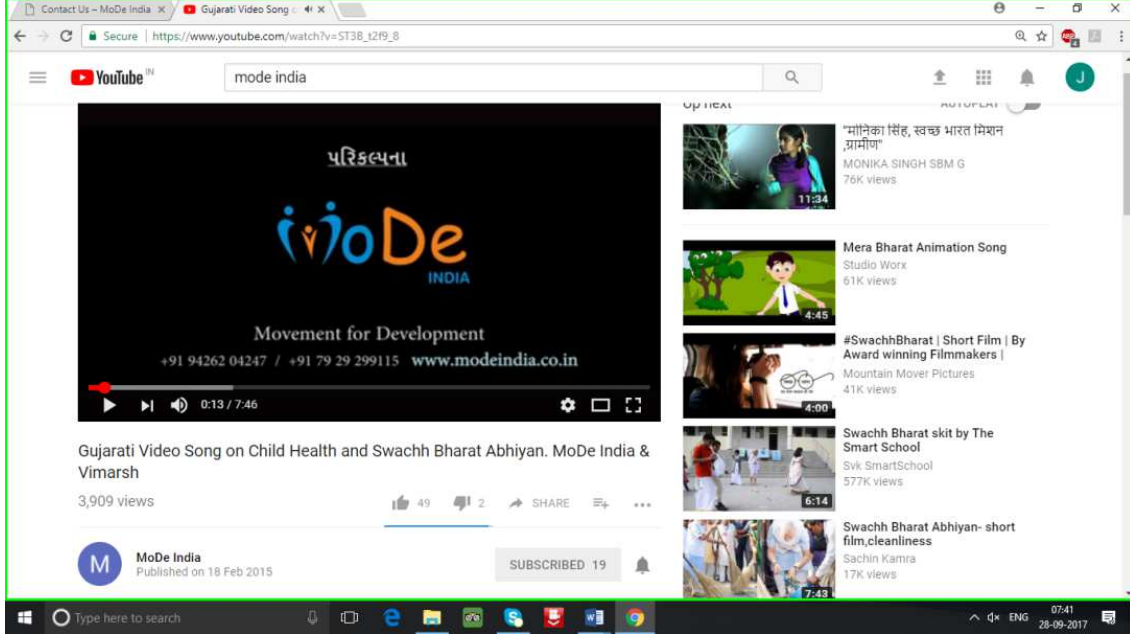 Contact Us – MoDe India
Gujarati Video Song c
Secure https://www.youtube.com/watch?v=ST3B_t2f9_8
YouTube IN
mode india
J
Up next
AUTOPLAY
પરિકલ્પના
MoDe
INDIA
Movement for Development
+91 94262 04247 / +91 79 29 299115 www.modeindia.co.in
0:13 / 7:46
Gujarati Video Song on Child Health and Swachh Bharat Abhiyan. MoDe India &
Vimarsh
3,909 views
49
2
SHARE
M
MoDe India
Published on 18 Feb 2015
SUBSCRIBED 19
"मोनिका सिंह, स्वच्छ भारत मिशन
,ग्रामीण"
MONIKA SINGH SBM G
76K views
11:34
Mera Bharat Animation Song
Studio Worx
61K views
4:45
#SwachhBharat | Short Film | By
Award winning Filmmakers |
Mountain Mover Pictures
41K views
4:00
Swachh Bharat skit by The
Smart School
Svk SmartSchool
577K views
6:14
Swachh Bharat Abhiyan- short
film,cleanliness
Sachin Kamra
17K views
7:43
Type here to search
ENG
07:41
28-09-2017